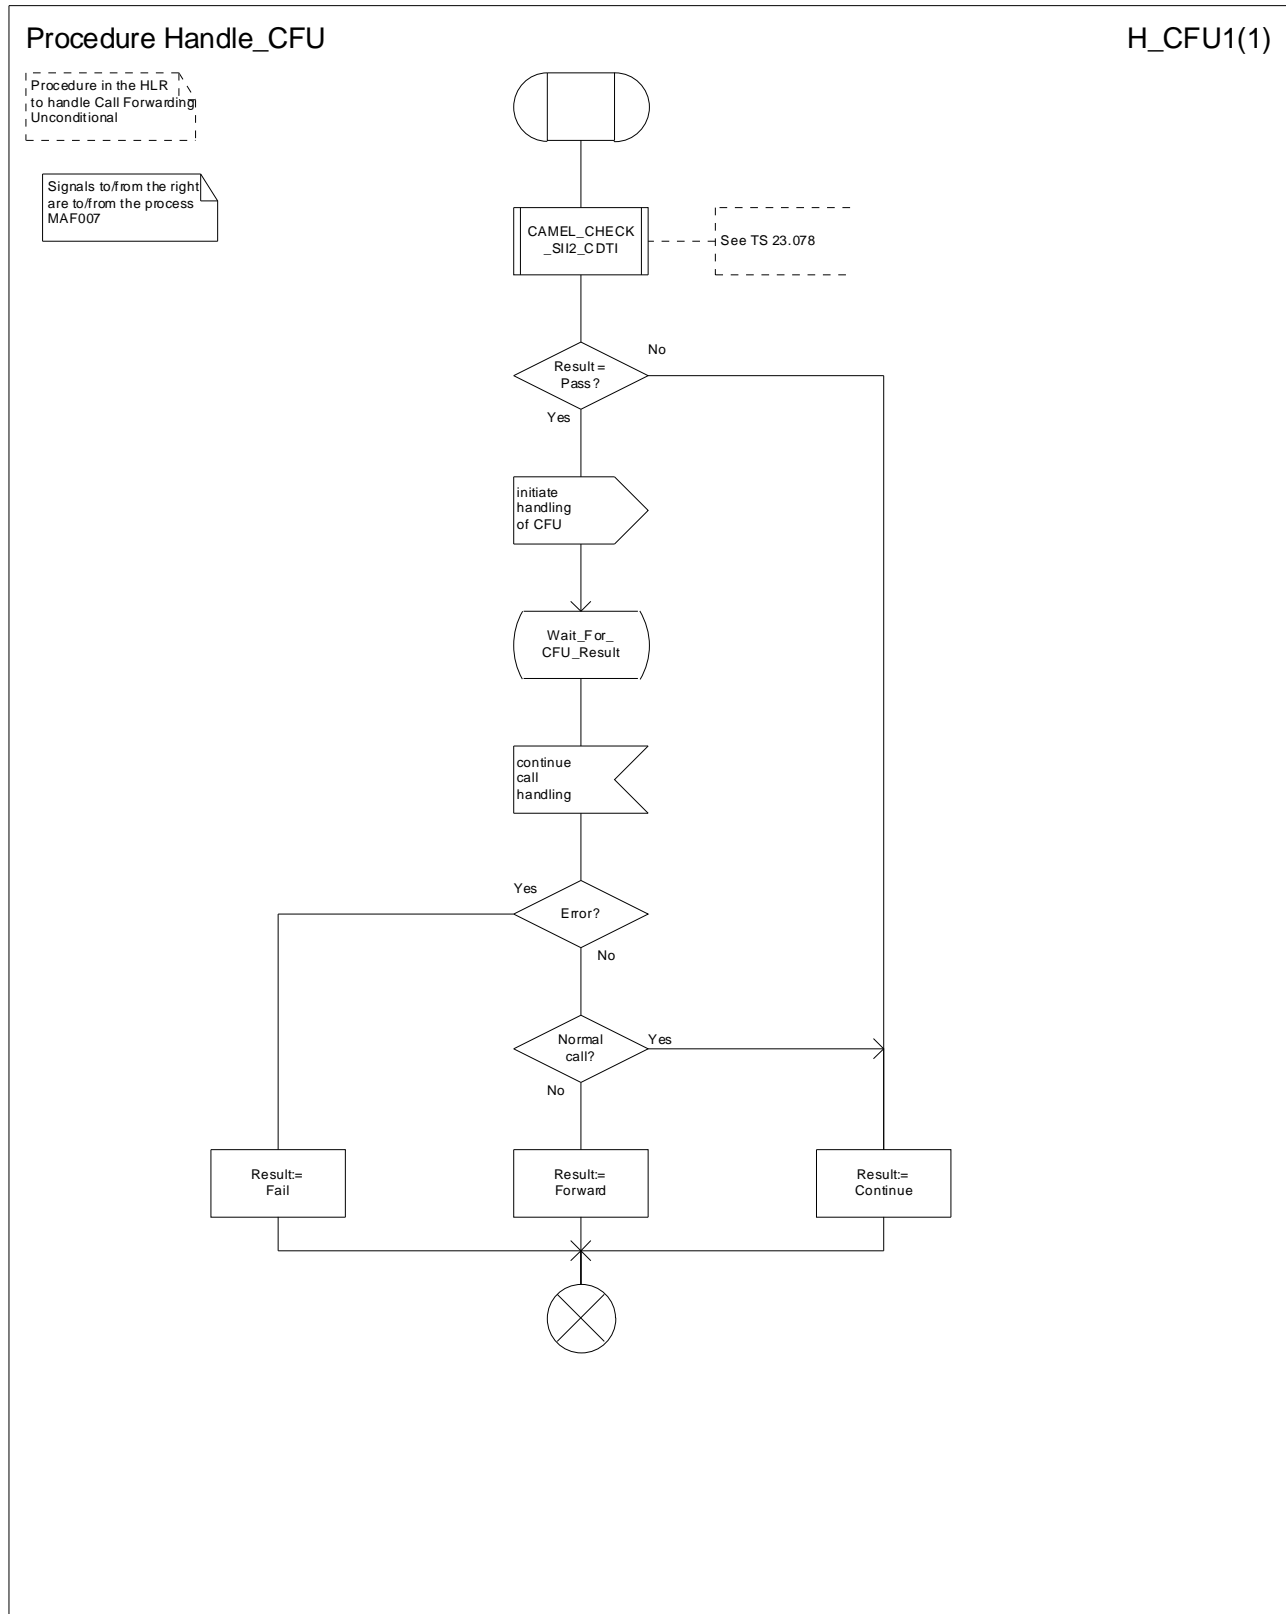 Procedure Handle_CFU
H_CFU1(1)
Procedure in the HLR
to handle Call Forwarding
Unconditional
Signals to/from the right
are to/from the process
MAF007
CAMEL_CHECK
_SII2_CDTI
See TS 23.078
No
Result=
Pass?
Yes
initiate
handling
of CFU
Wait_For_
CFU_Result
continue
call
handling
Yes
Error?
No
Normal
call?
Yes
No
Result:=
Fail
Result:=
Forward
Result:=
Continue